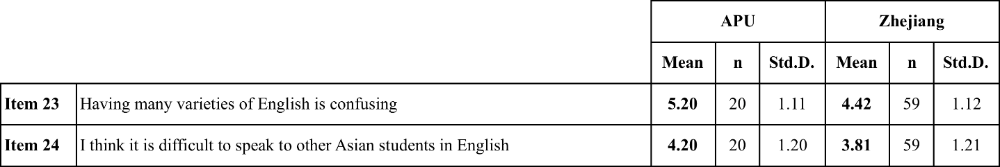 APU Zhejiang
Mean n Std.D. Mean n Std.D.
Item 23 Having many varieties of English is confusing 5.20 20 1.11 4.42 59 1.12
Item 24 I think it is difficult to speak to other Asian students in English 4.20 20 1.20 3.81 59 1.21